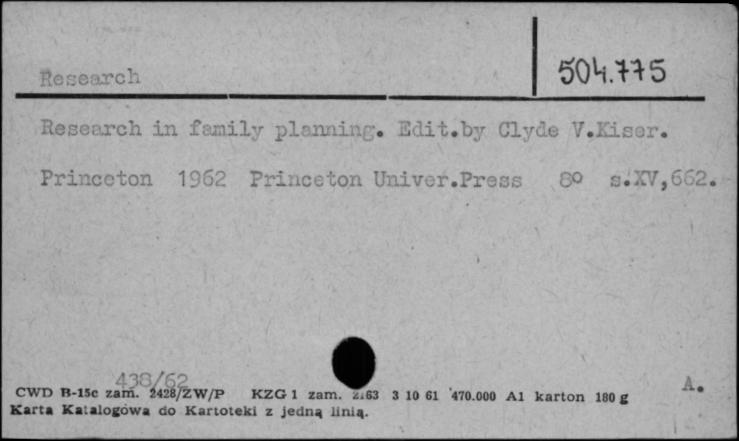 Research
504.775
Research in family planning. Edit.by Clyde V.Kiser.
Princeton 1962 Princeton Univer.Press 8º s.XV,662.
438/62
A.
CWD B-15c zam. 2428/ZW/P KZG 1 zam. 2163 3 10 61 470.000 A1 karton 180 g
Karta Katalogowa do Kartoteki z jedną linią.